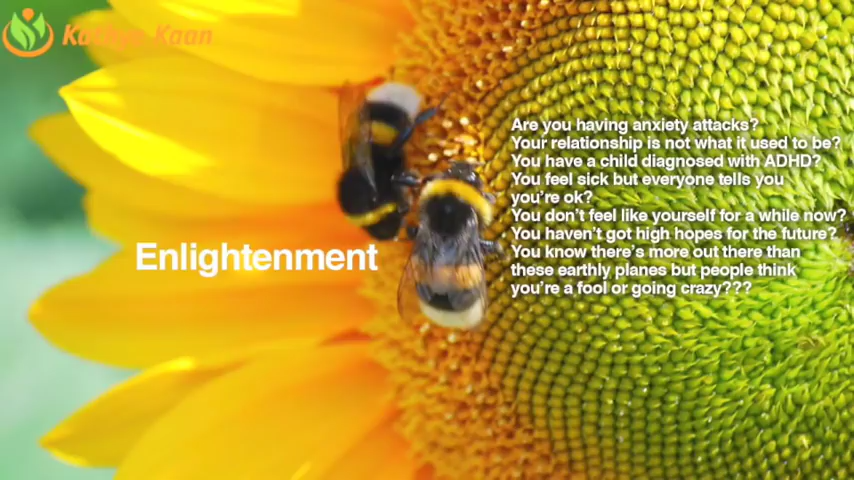 Kathye Kaan
Enlightenment
Are you having anxiety attacks?
Your relationship is not what it used to be?
You have a child diagnosed with ADHD?
You feel sick but everyone tells you
you're ok?
You don't feel like yourself for a while now?
You haven't got high hopes for the future?
You know there's more out there than
these earthly planes but people think
you're a fool or going crazy???